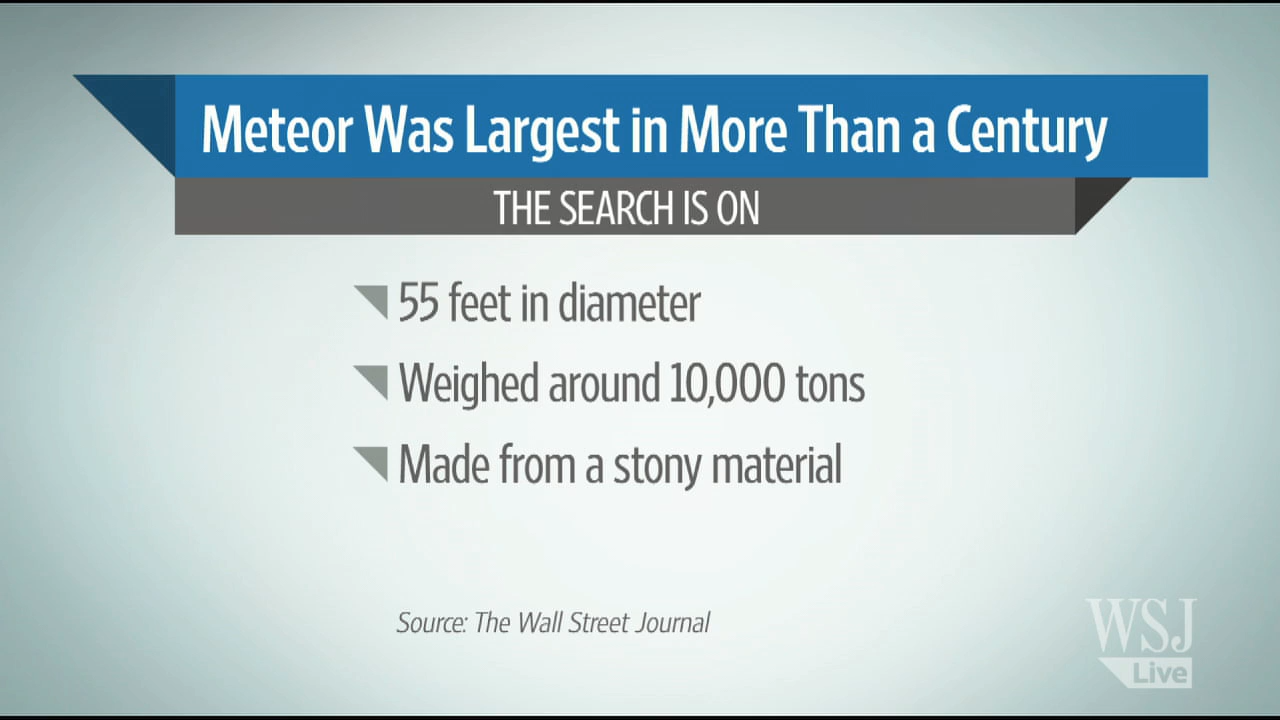 Meteor Was Largest in More Than a Century
THE SEARCH IS ON
55 feet in diameter
Weighed around 10,000 tons
Made from a stony material
Source: The Wall Street Journal
WSJ
Live